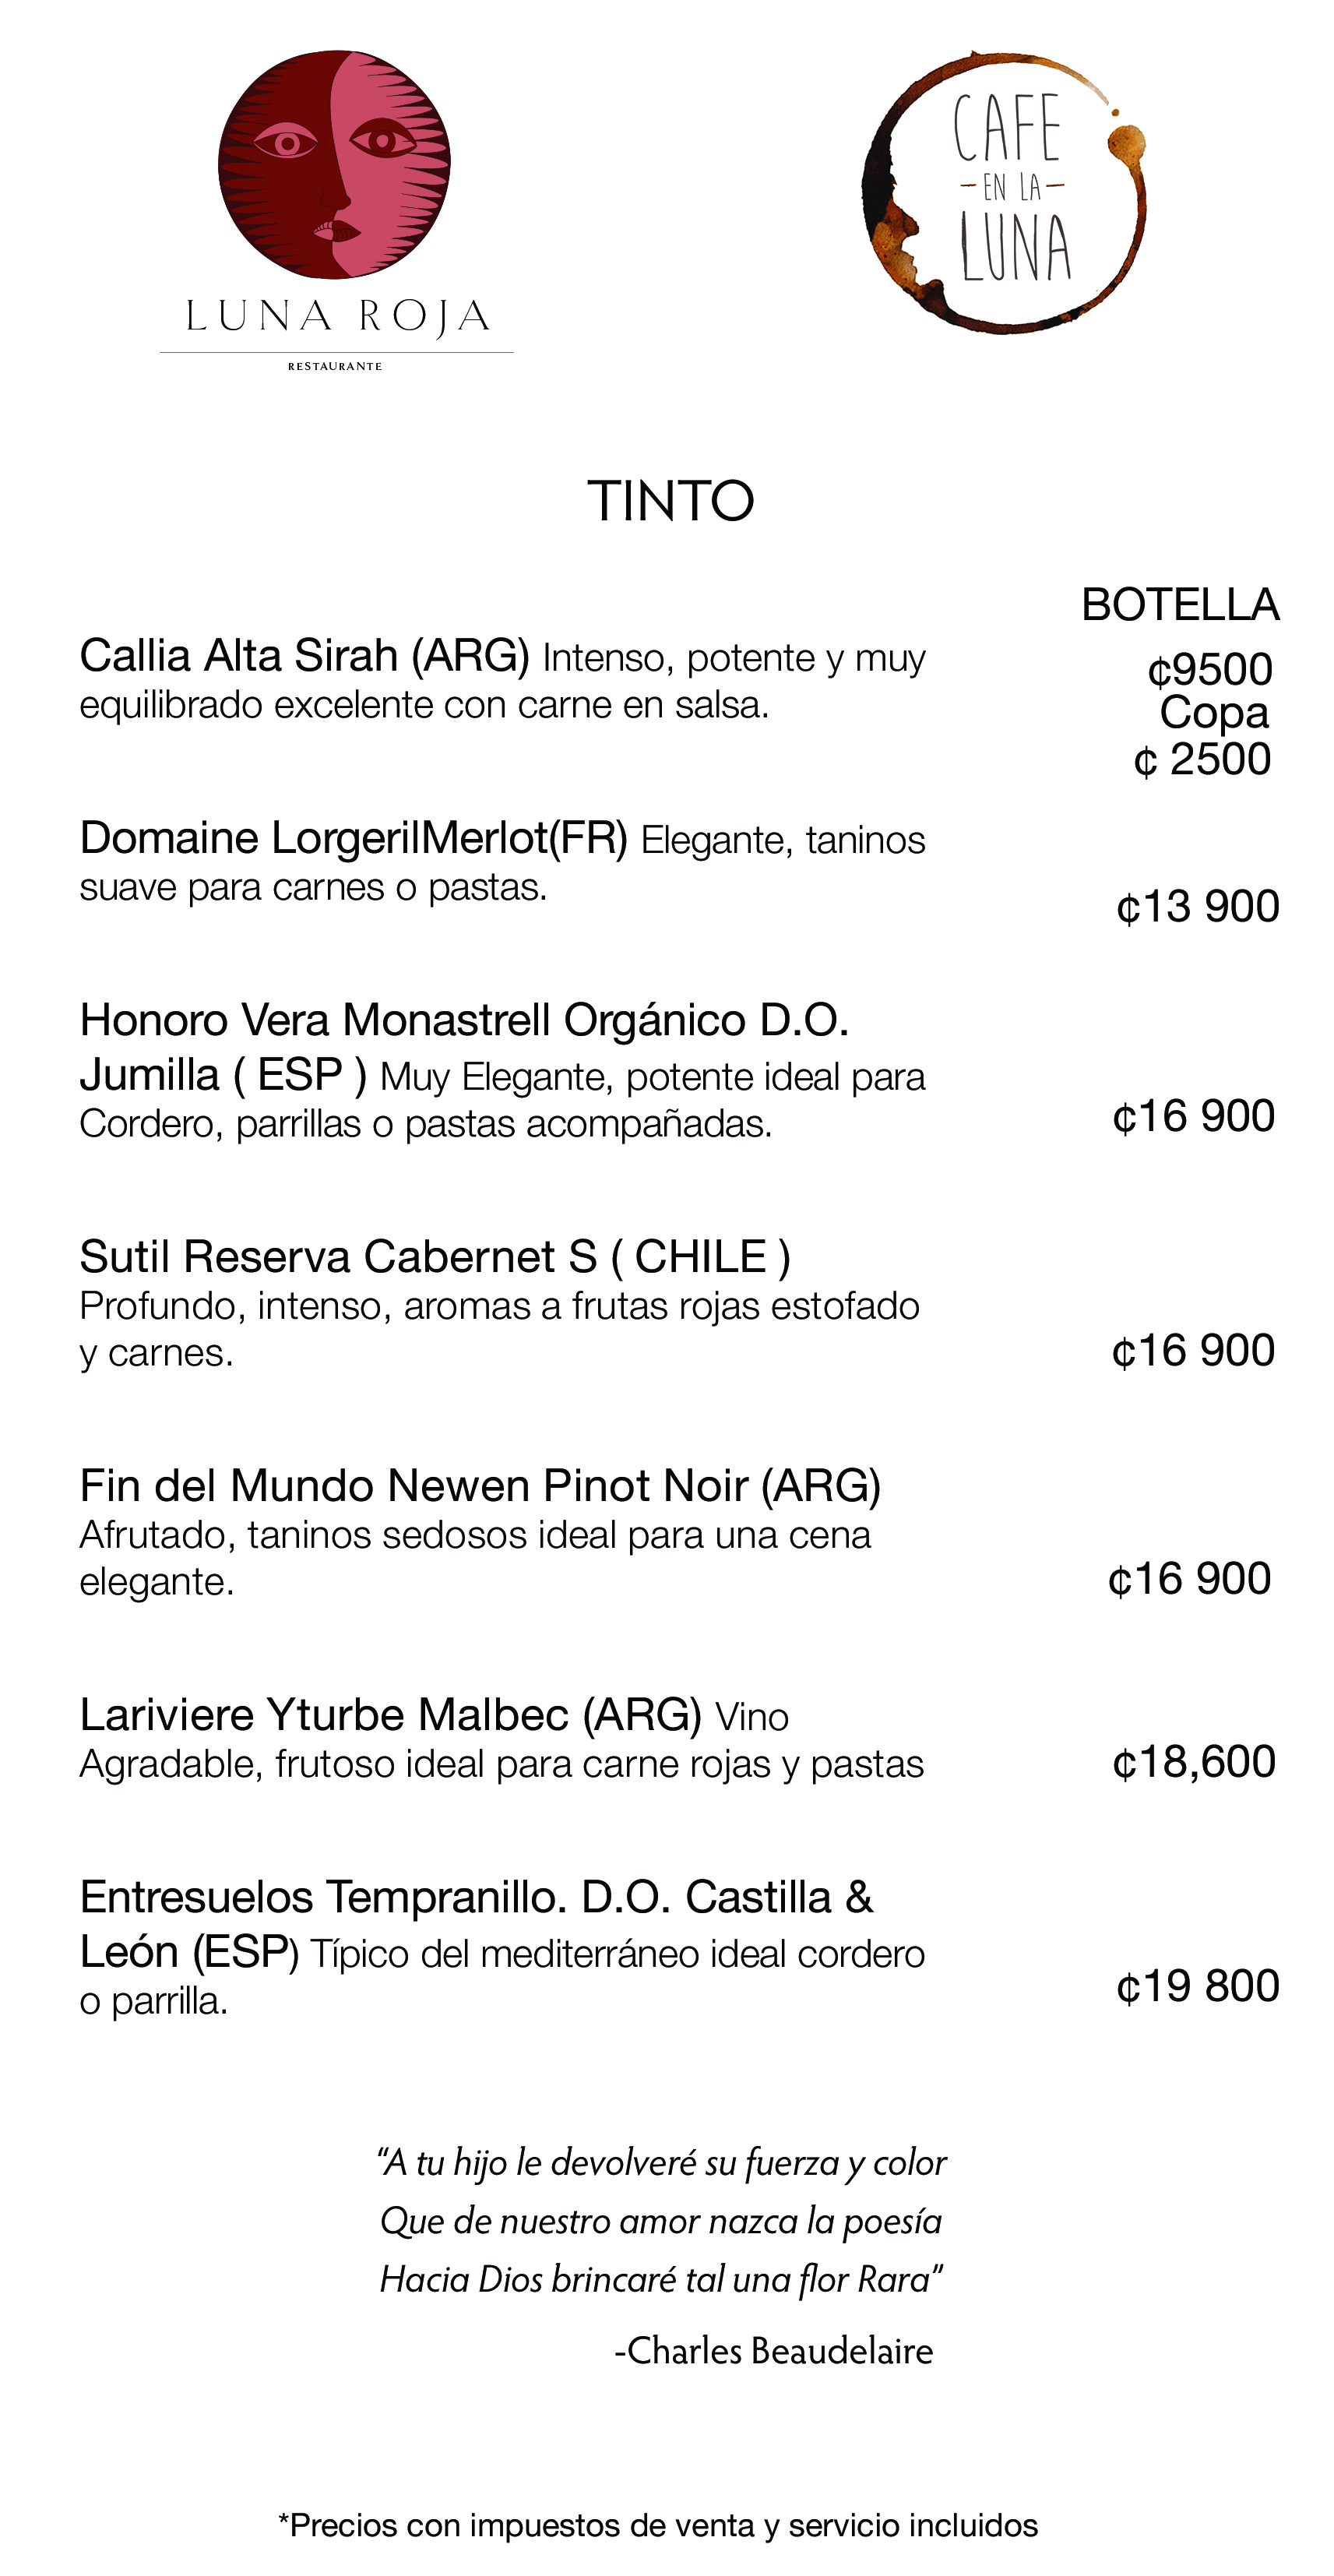 LUNA ROJA
RESTAURANTE
CAFE
- EN LA -
LUNA
TINTO
BOTELLA
Callia Alta Sirah (ARG) Intenso, potente y muy
equilibrado excelente con carne en salsa.
¢9500
Copa
¢ 2500
Domaine LorgerilMerlot(FR) Elegante, taninos
suave para carnes o pastas.
¢13 900
Honoro Vera Monastrell Orgánico D.O.
Jumilla ( ESP ) Muy Elegante, potente ideal para
Cordero, parrillas o pastas acompañadas.
¢16 900
Sutil Reserva Cabernet S ( CHILE )
Profundo, intenso, aromas a frutas rojas estofado
y carnes.
¢16 900
Fin del Mundo Newen Pinot Noir (ARG)
Afrutado, taninos sedosos ideal para una cena
elegante.
¢16 900
Lariviere Yturbe Malbec (ARG) Vino
Agradable, frutoso ideal para carne rojas y pastas
¢18,600
Entresuelos Tempranillo. D.O. Castilla &
León (ESP) Típico del mediterráneo ideal cordero
o parrilla.
¢19 800
"A tu hijo le devolveré su fuerza y color
Que de nuestro amor nazca la poesía
Hacia Dios brincaré tal una flor Rara"
-Charles Beaudelaire
*Precios con impuestos de venta y servicio incluidos